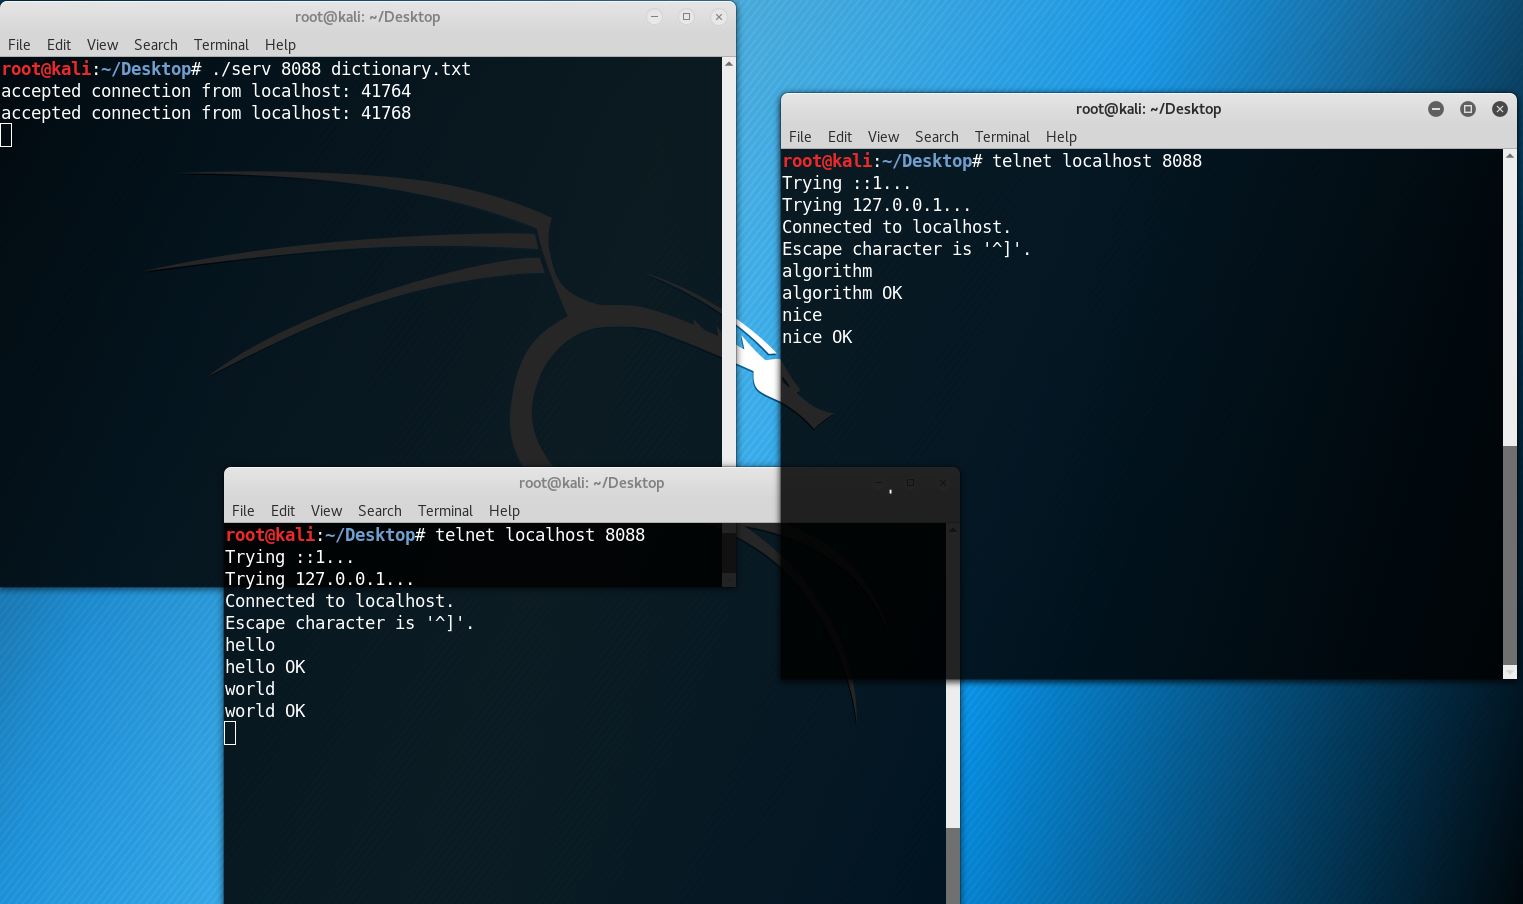 root@kali: ~/Desktop
File Edit View Search Terminal Help
root@kali:~/Desktop# ./serv 8088 dictionary.txt
accepted connection from localhost: 41764
accepted connection from localhost: 41768
root@kali: ~/Desktop
File Edit View Search Terminal Help
root@kali:~/Desktop# telnet localhost 8088
Trying ::1...
Trying 127.0.0.1...
Connected to localhost.
Escape character is '^]'.
algorithm
algorithm OK
nice
nice OK
root@kali: ~/Desktop
File Edit View Search Terminal Help
root@kali:~/Desktop# telnet localhost 8088
Trying ::1...
Trying 127.0.0.1...
Connected to localhost.
Escape character is '^]'.
hello
hello OK
world
world OK